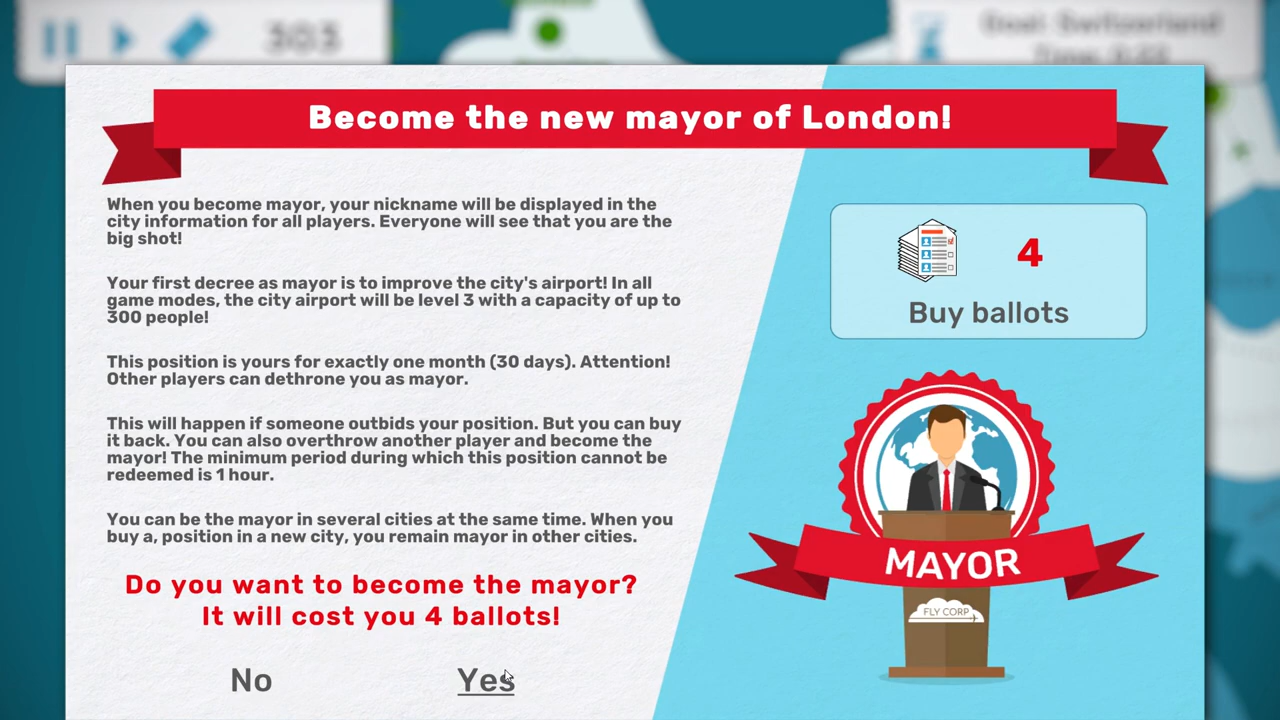 303
Goal: Switzerland
Become the new mayor of London!
When you become mayor, your nickname will be displayed in the
city information for all players. Everyone will see that you are the
big shot!
Your first decree as mayor is to improve the city's airport! In all
game modes, the city airport will be level 3 with a capacity of up to
300 people!
This position is yours for exactly one month (30 days). Attention!
Other players can dethrone you as mayor.
This will happen if someone outbids your position. But you can buy
it back. You can also overthrow another player and become the
mayor! The minimum period during which this position cannot be
redeemed is 1 hour.
You can be the mayor in several cities at the same time. When you
buy a, position in a new city, you remain mayor in other cities.
Do you want to become the mayor?
It will cost you 4 ballots!
No
Yes
4
Buy ballots
MAYOR
FLY CORP